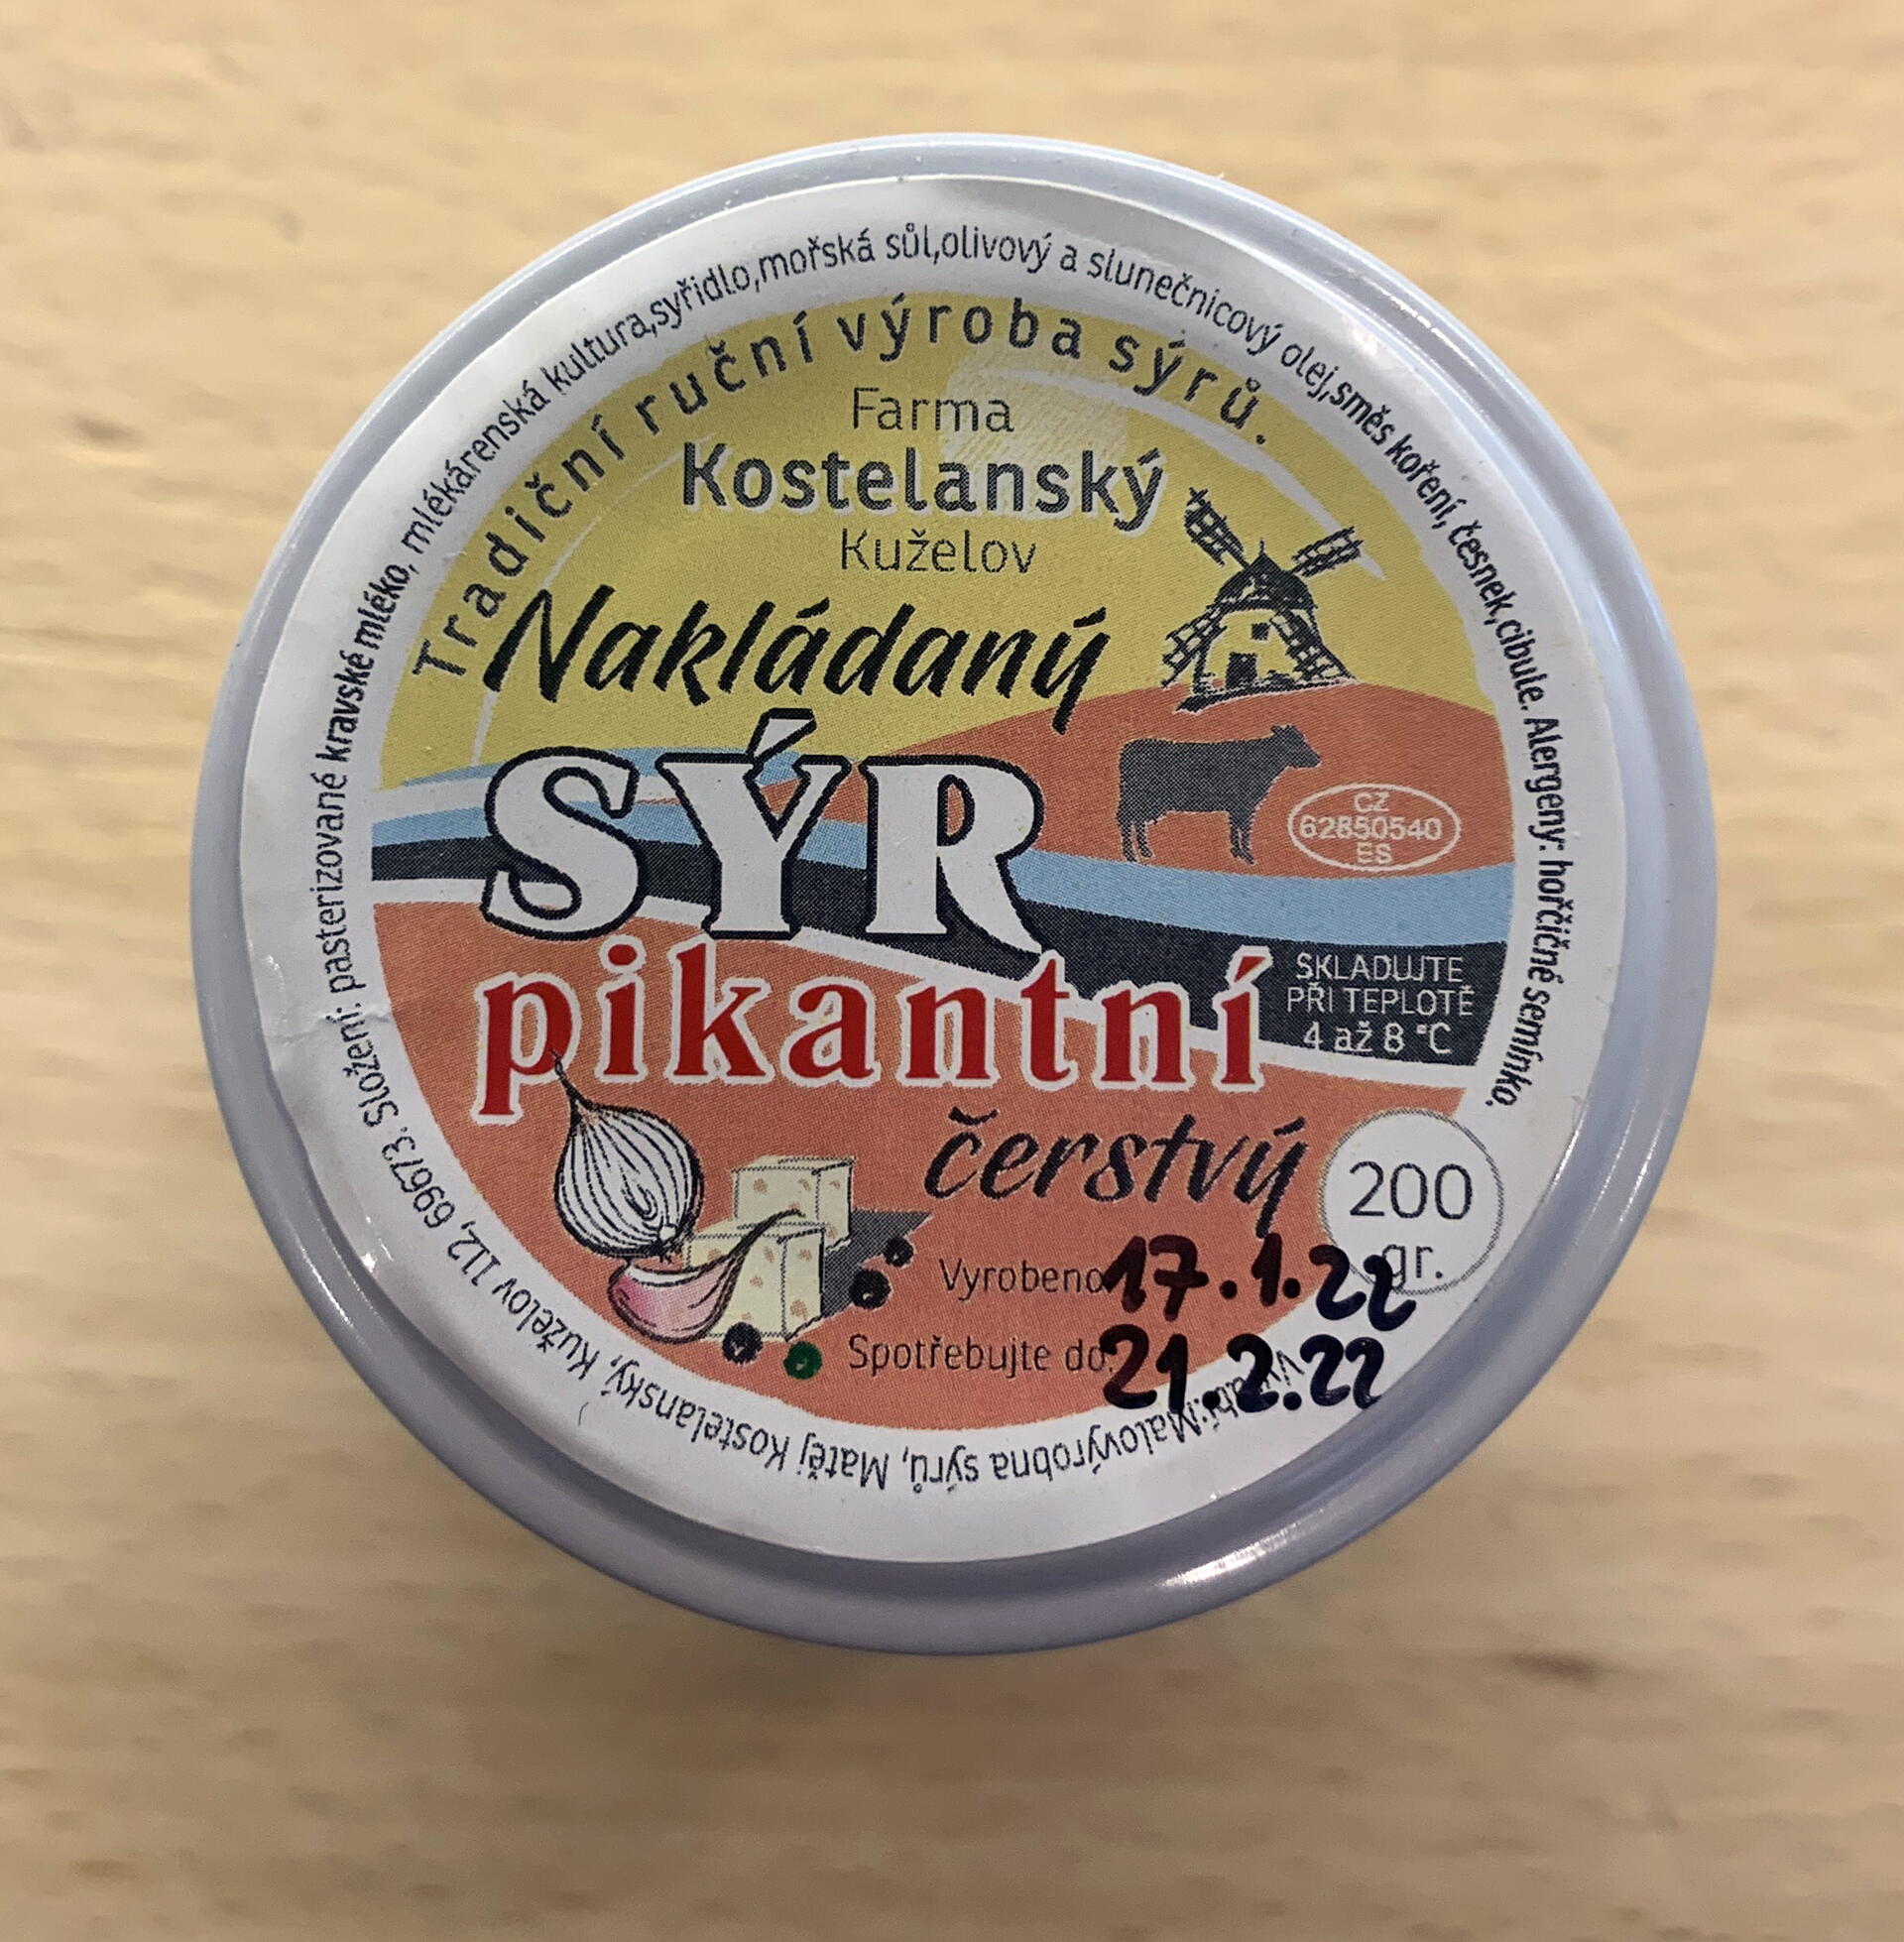 Tradiční ruční výroba sýrů.
Farma
Kostelanský
Kuželov
Nakládaný
SÝR
pikantní
čerstvý
CZ
62850540
ES
SKLADUJTE
PŘI TEPLOTĚ
4 až 8 °C
200
gr.
Vyrobeno 17.1.22
Spotřebujte do: 21.2.22
Malovýrobna sýrů, Matěj Kostelanský, Kuželov 112, 69673. Složení: pasterizované kravské mléko, mlékárenská kultura,syřidlo,mořská sůl,olivový a slunečnicový olej,směs koření, česnek,cibule. Alergeny: hořčičné semínko.